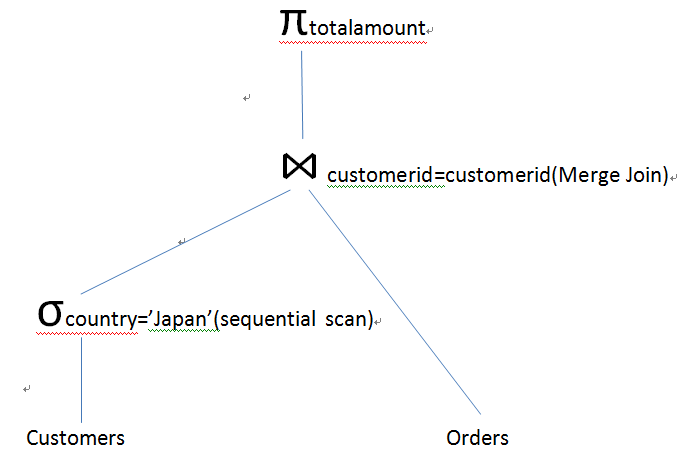 πtotalamount
⋈ customerid=customerid(Merge Join)
σcountry=’Japan’(sequential scan)
Customers
Orders